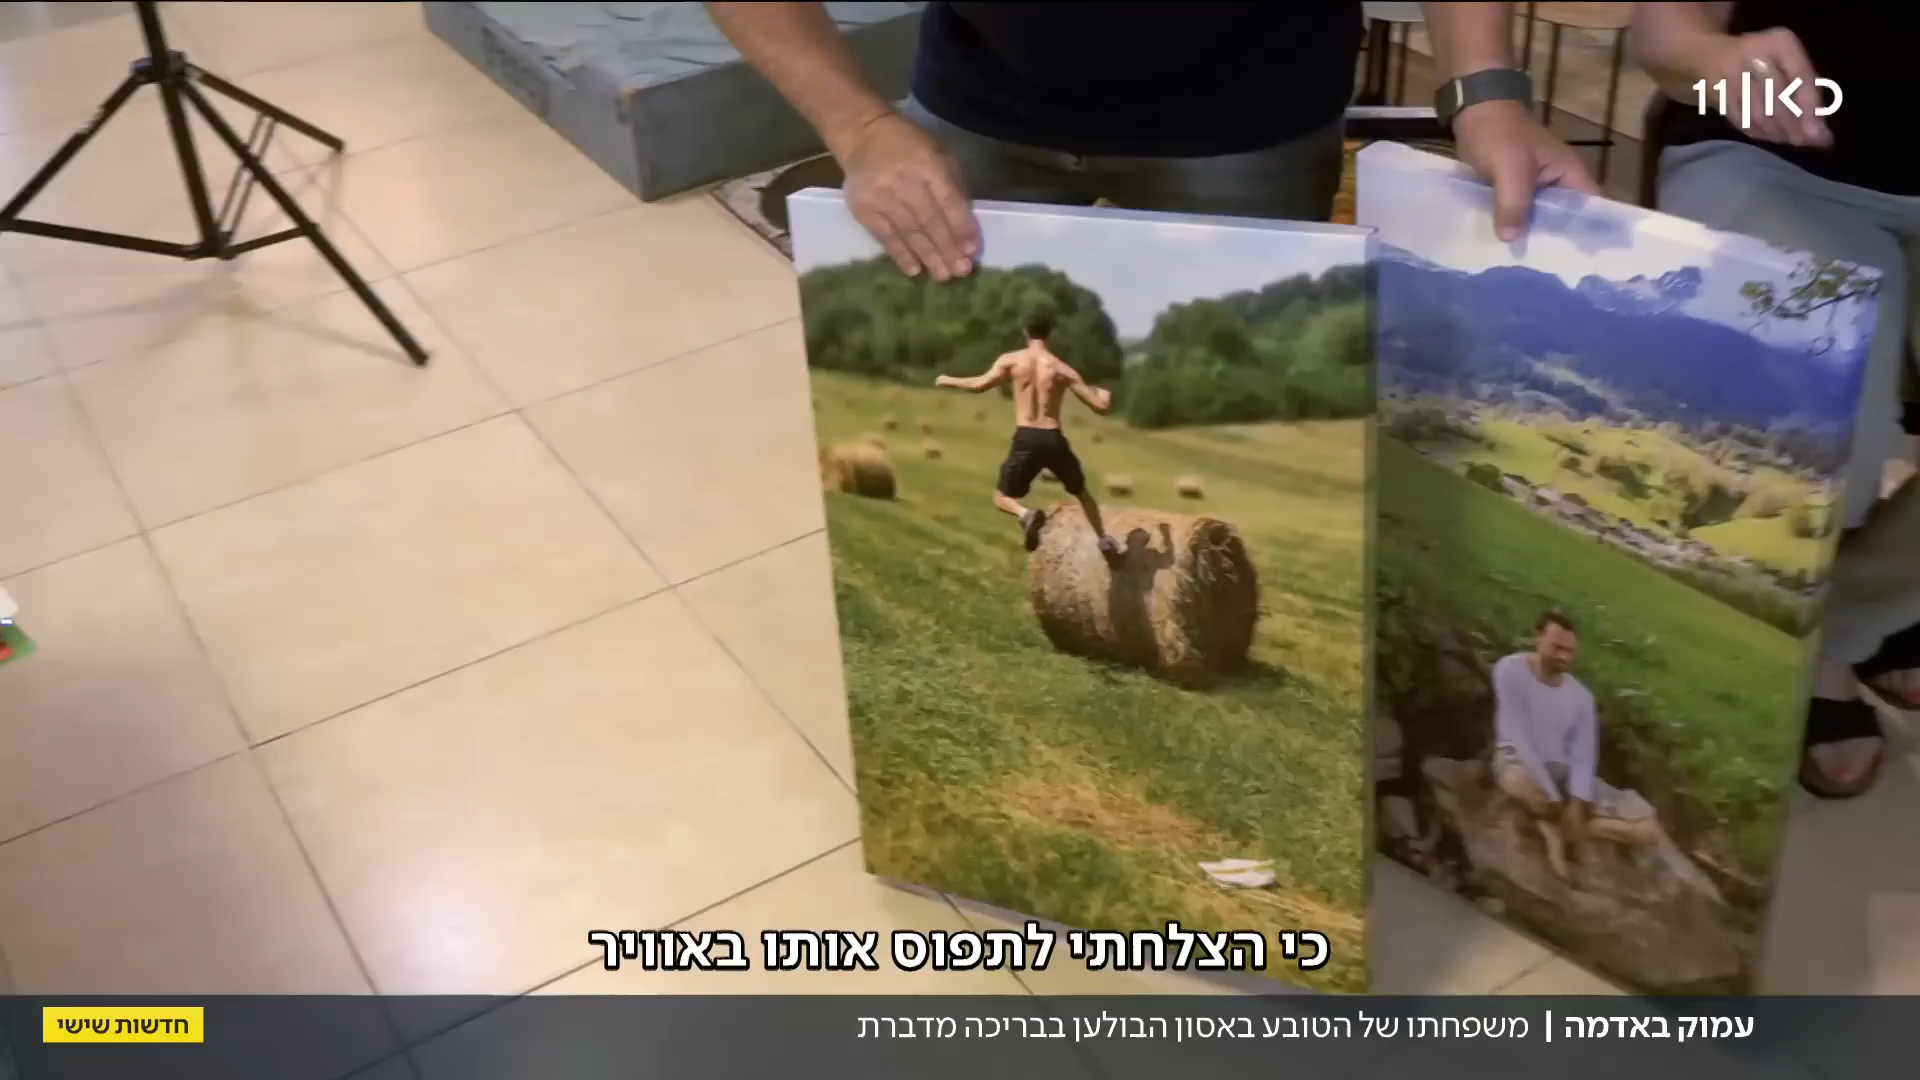 כאן 11
כי הצלחתי לתפוס אותו באוויר
עמוק באדמה | משפחתו של הטובע באסון הבולען בבריכה מדברת
חדשות שישי